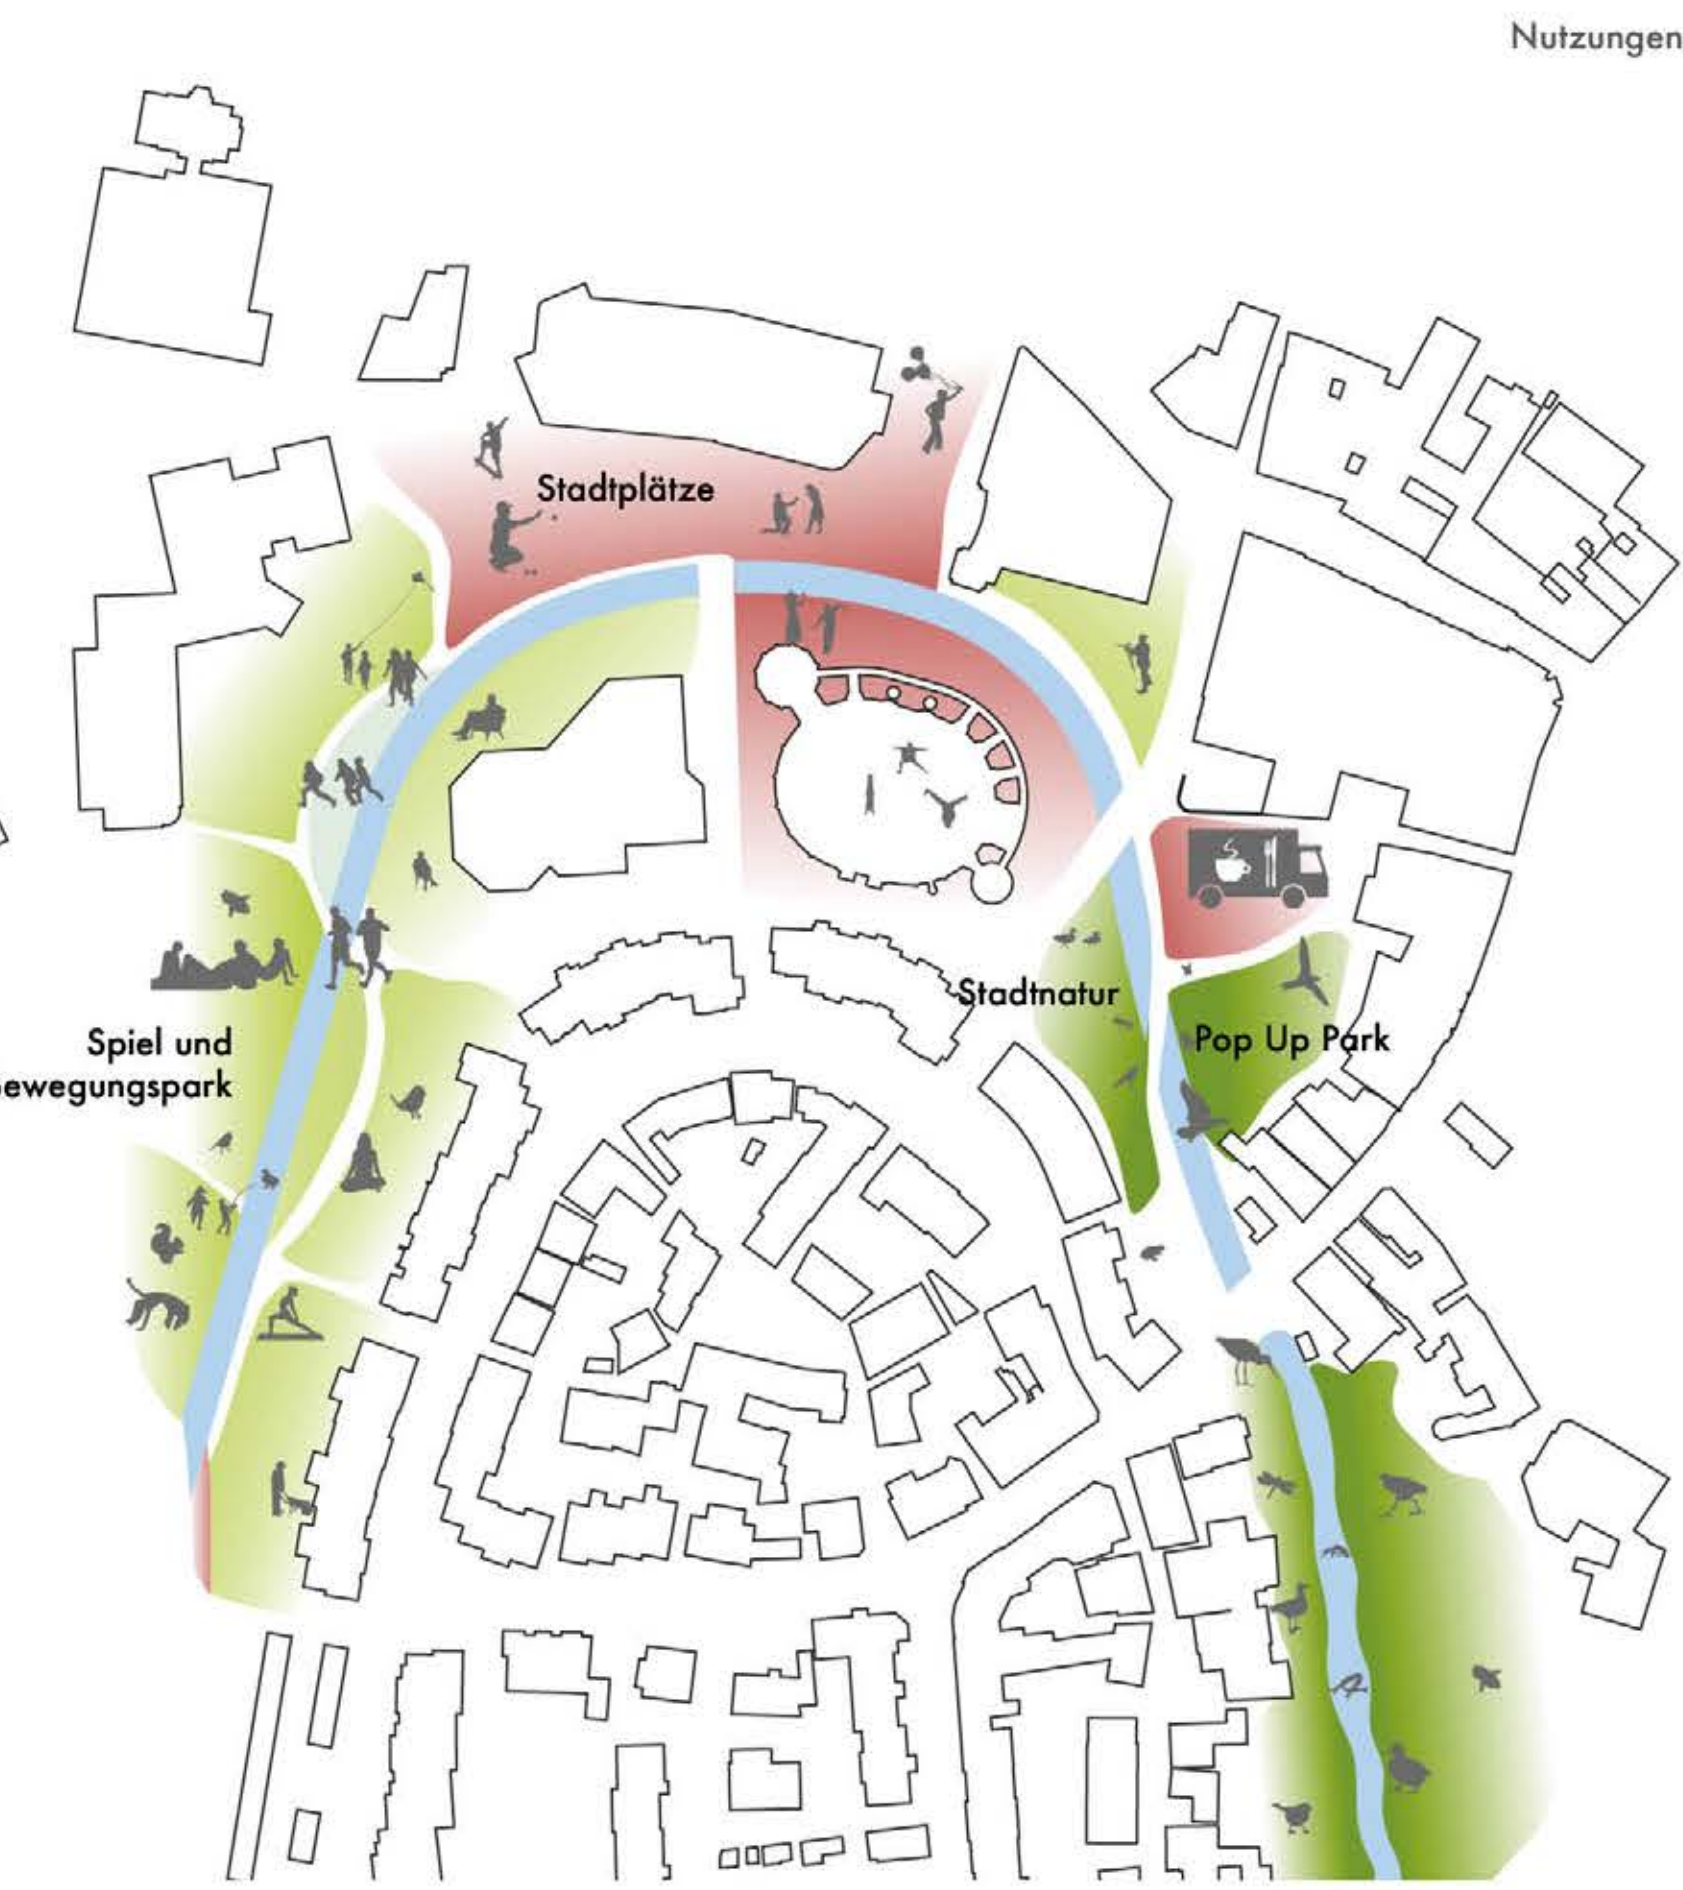 Nutzungen
Stadtplätze
Stadtnatur
Pop Up Park
Spiel und
ewegungspark